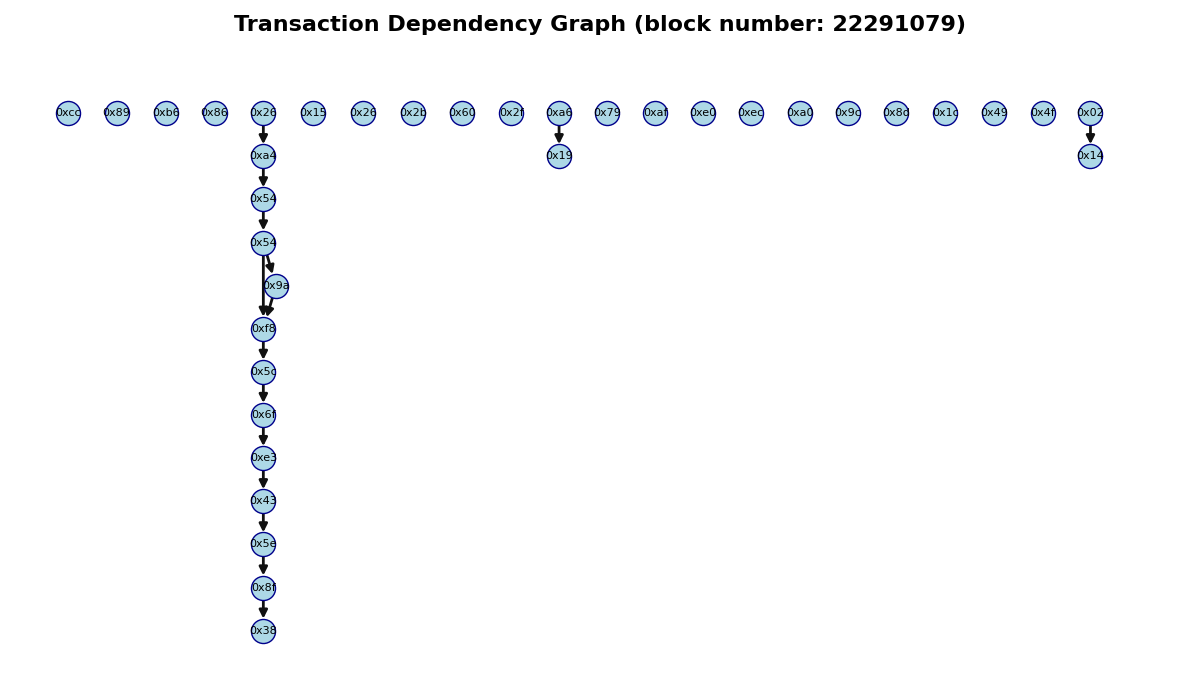 Transaction Dependency Graph (block number: 22291079)
0xcc 0x89 0xb6 0x86 0x26 0x15 0x26 0x2b 0x60 0x2f 0xa6 0x79 0xaf 0xe0 0xec 0xa0 0x9c 0x8d 0x1c 0x49 0x4f 0x02
0xa4 0x19 0x14
0x54
0x54
0x9a
0xf8
0x5c
0x6f
0xe3
0x43
0x5e
0x8f
0x38